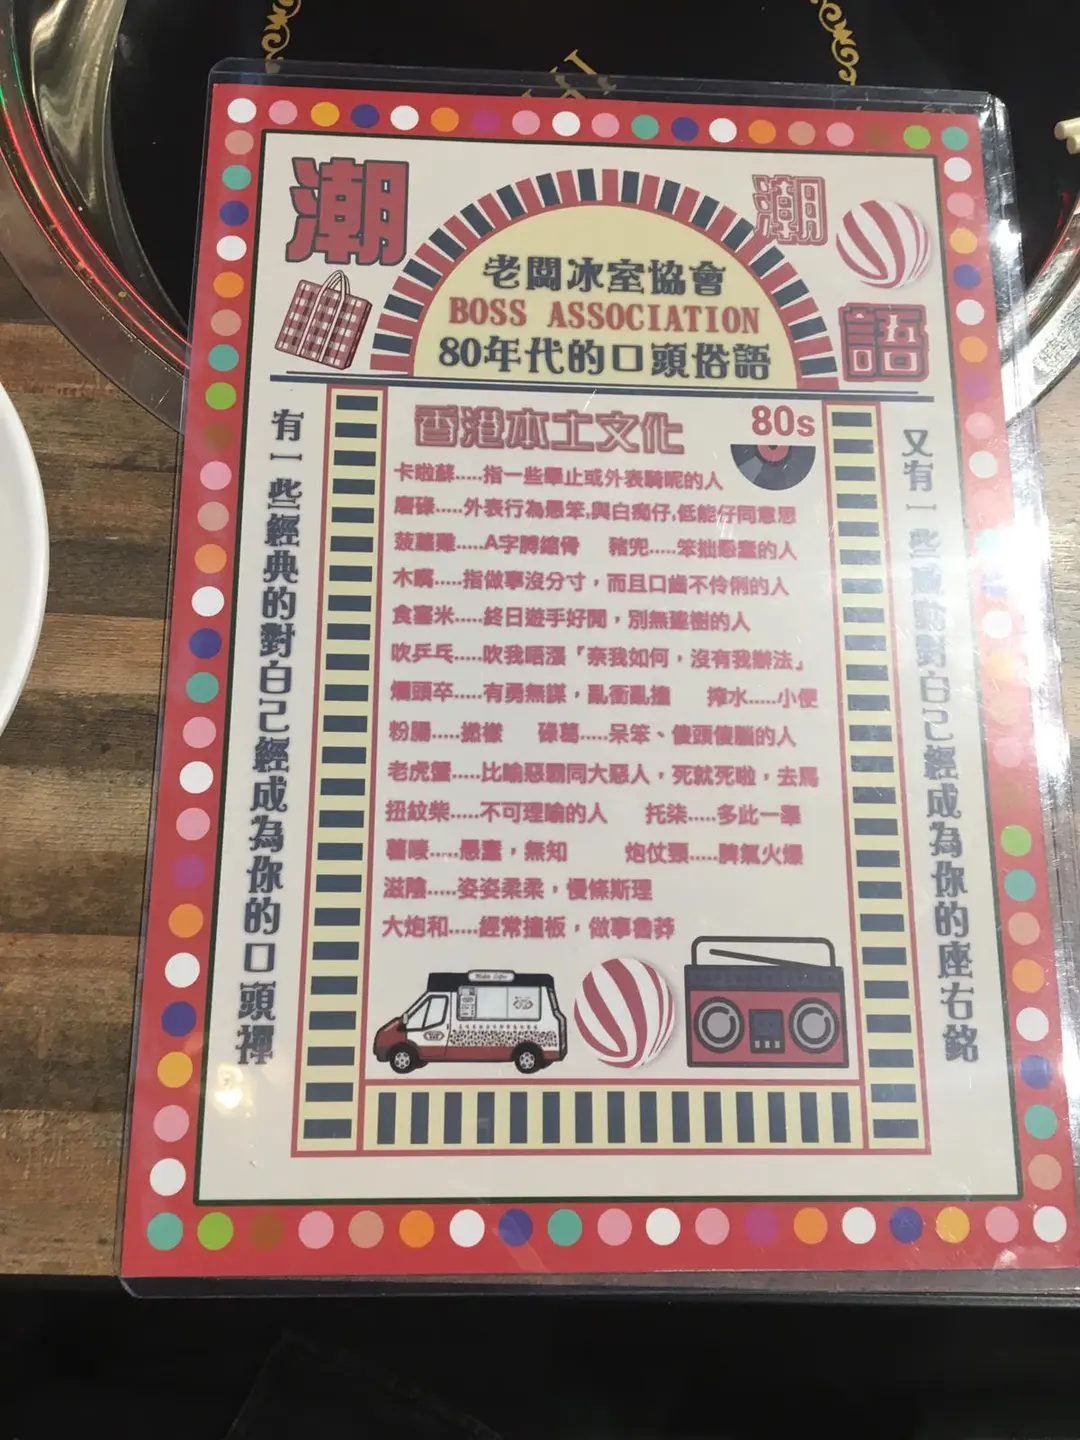 潮
潮
語
老闆冰室協會
BOSS ASSOCIATION
80年代的口頭俗語
有一些經典的對白己經成為你的口頭禪
香港本土文化
80s
卡啦蘇.....指一些舉止或外表騎呢的人
磨碌.....外表行為愚笨,與白痴仔,低能仔同意思
菠蘿雞.....A字膊縮骨 豬兜.....笨拙愚蠢的人
木嘴.....指做事沒分寸，而且口齒不伶俐的人
食塞米.....終日遊手好閒，別無建樹的人
吹乒乓.....吹我唔漲「奈我如何，沒有我辦法」
爛頭卒.....有勇無謀，亂衝亂撞 搾水.....小便
粉腸.....撚樣 碌葛.....呆笨、傻頭傻腦的人
老虎蟹.....比喻惡霸同大惡人，死就死啦，去馬
扭紋柴.....不可理喻的人 托柒.....多此一舉
薯嘜.....愚蠢，無知 炮仗頸.....脾氣火爆
滋陰.....姿姿柔柔，慢條斯理
大炮和.....經常撞板，做事魯莽
又有一些 對白己經成為你的座右銘